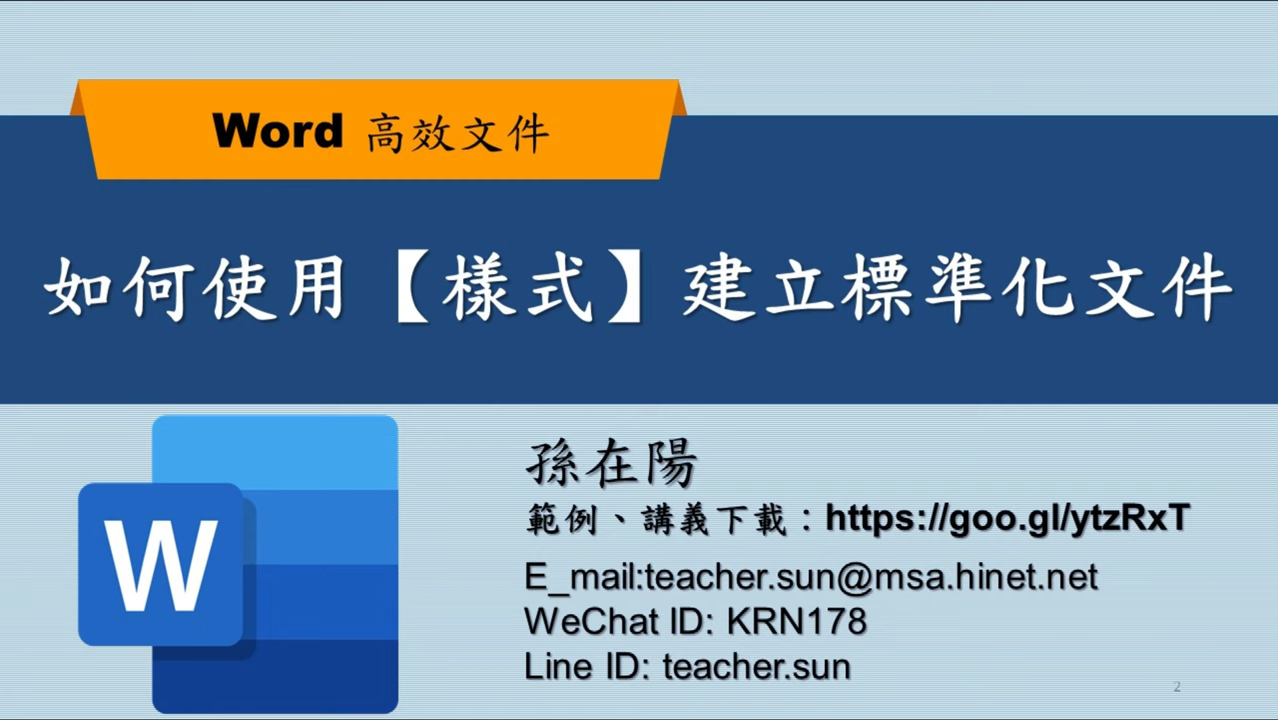 Word 高效文件
如何使用【樣式】建立標準化文件
W
孫在陽
範例、講義下載：https://goo.gl/ytzRxT
E_mail:teacher.sun@msa.hinet.net
WeChat ID: KRN178
Line ID: teacher.sun
2